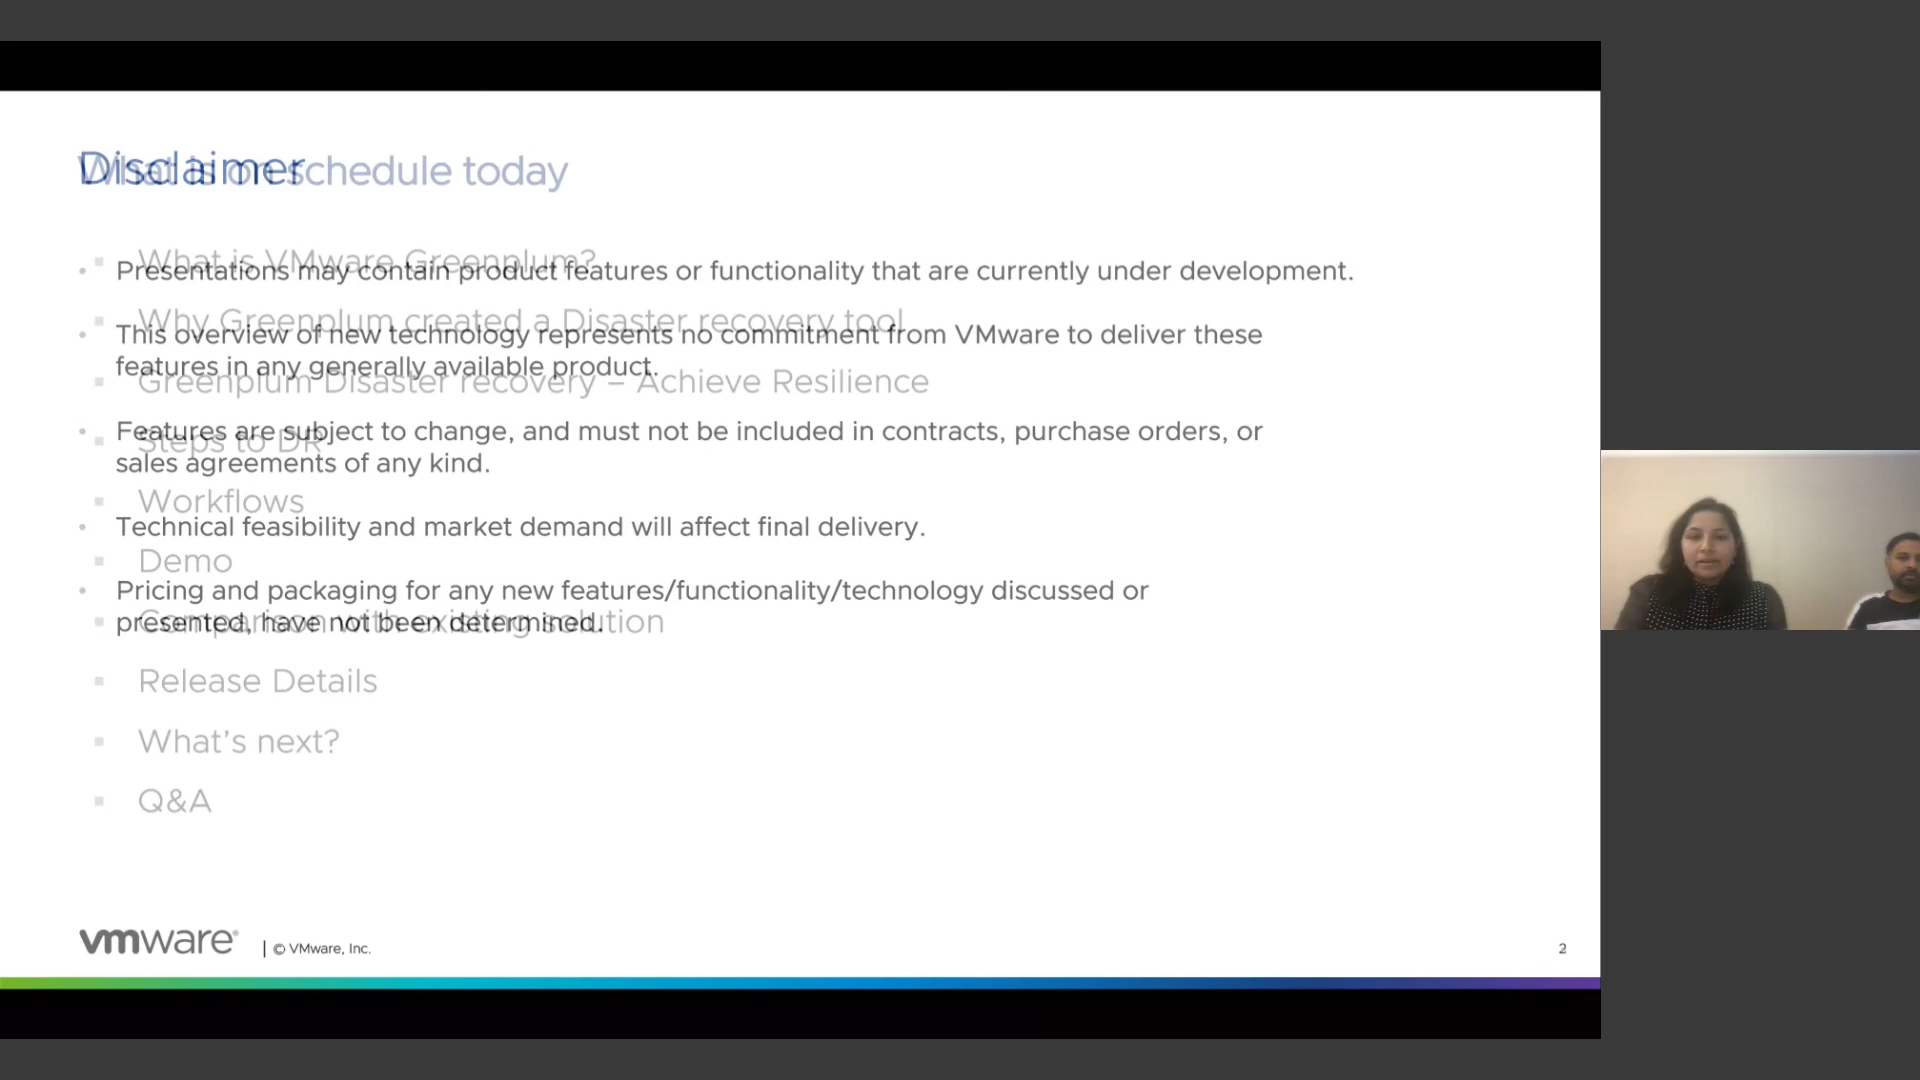 Disclaimer
What is on schedule today
What is VMware Greenplum?
• Presentations may contain product features or functionality that are currently under development.
Why Greenplum created a Disaster recovery tool
• This overview of new technology represents no commitment from VMware to deliver these
features in any generally available product.
Greenplum Disaster recovery – Achieve Resilience
• Features are subject to change, and must not be included in contracts, purchase orders, or
Steps to DR
sales agreements of any kind.
Workflows
• Technical feasibility and market demand will affect final delivery.
Demo
• Pricing and packaging for any new features/functionality/technology discussed or
presented, have not been determined.
Comparison with existing solution
Release Details
What's next?
Q&A
vmware® | © VMware, Inc.
2